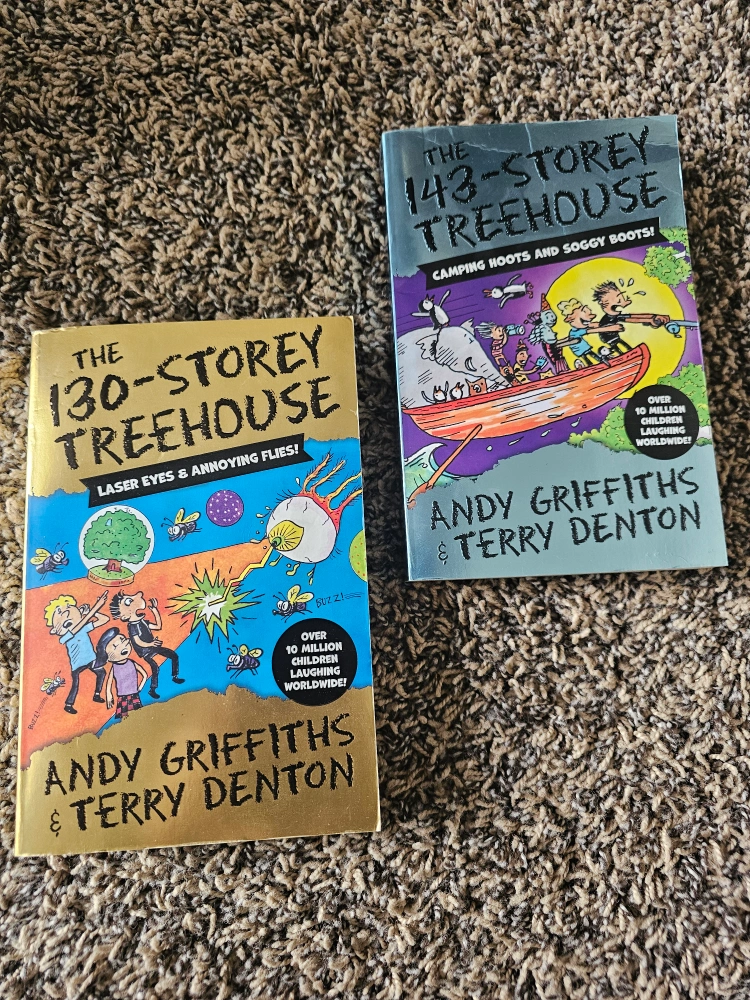 THE
130-STOREY
TREEHOUSE
LASER EYES & ANNOYING FLIES!
BUZZ!
OVER
10 MILLION
CHILDREN
LAUGHING
WORLDWIDE!
BUZZ!
ANDY GRIFFITHS
& TERRY DENTON
THE
143-STOREY
TREEHOUSE
CAMPING HOOTS AND SOGGY BOOTS!
OVER
10 MILLION
CHILDREN
LAUGHING
WORLDWIDE!
ANDY GRIFFITHS
& TERRY DENTON